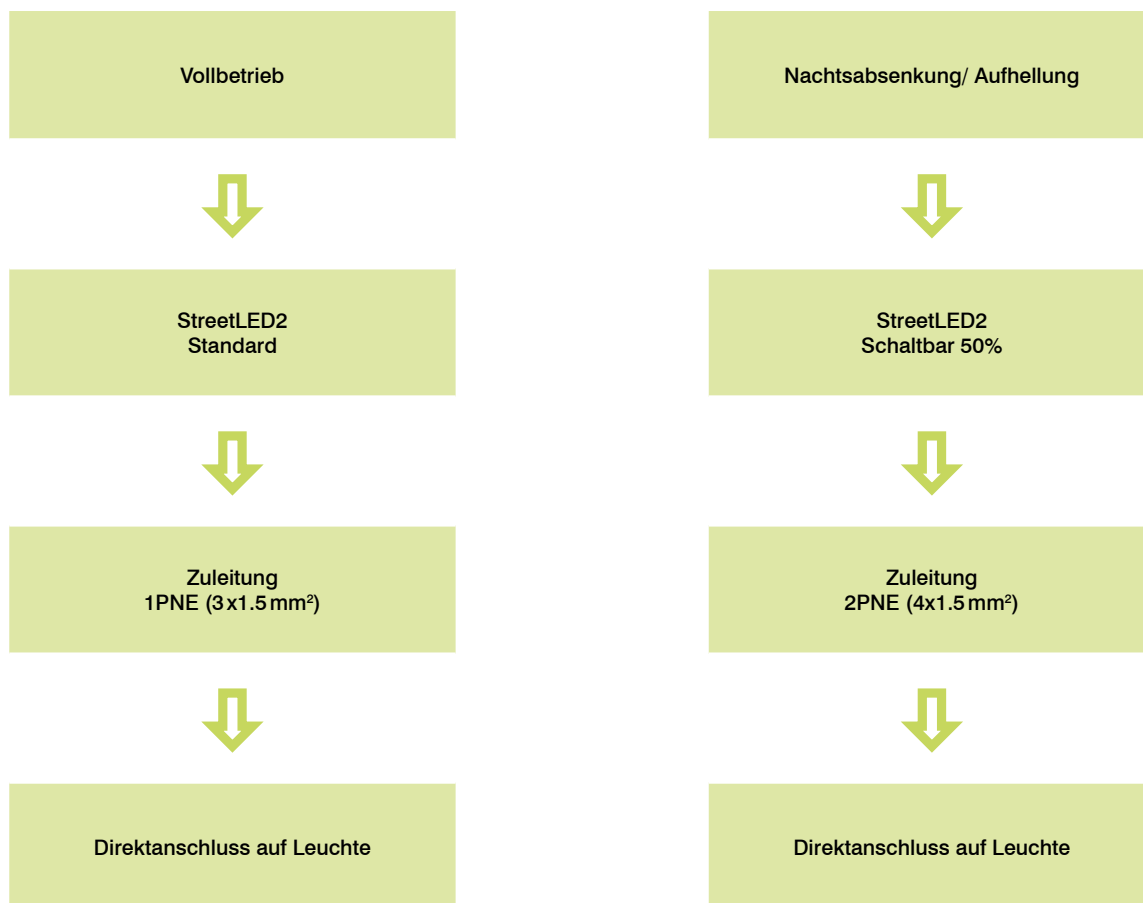 Vollbetrieb
Nachtsabsenkung/ Aufhellung
StreetLED2
Standard
StreetLED2
Schaltbar 50%
Zuleitung
1PNE (3x1.5 mm²)
Zuleitung
2PNE (4x1.5 mm²)
Direktanschluss auf Leuchte
Direktanschluss auf Leuchte